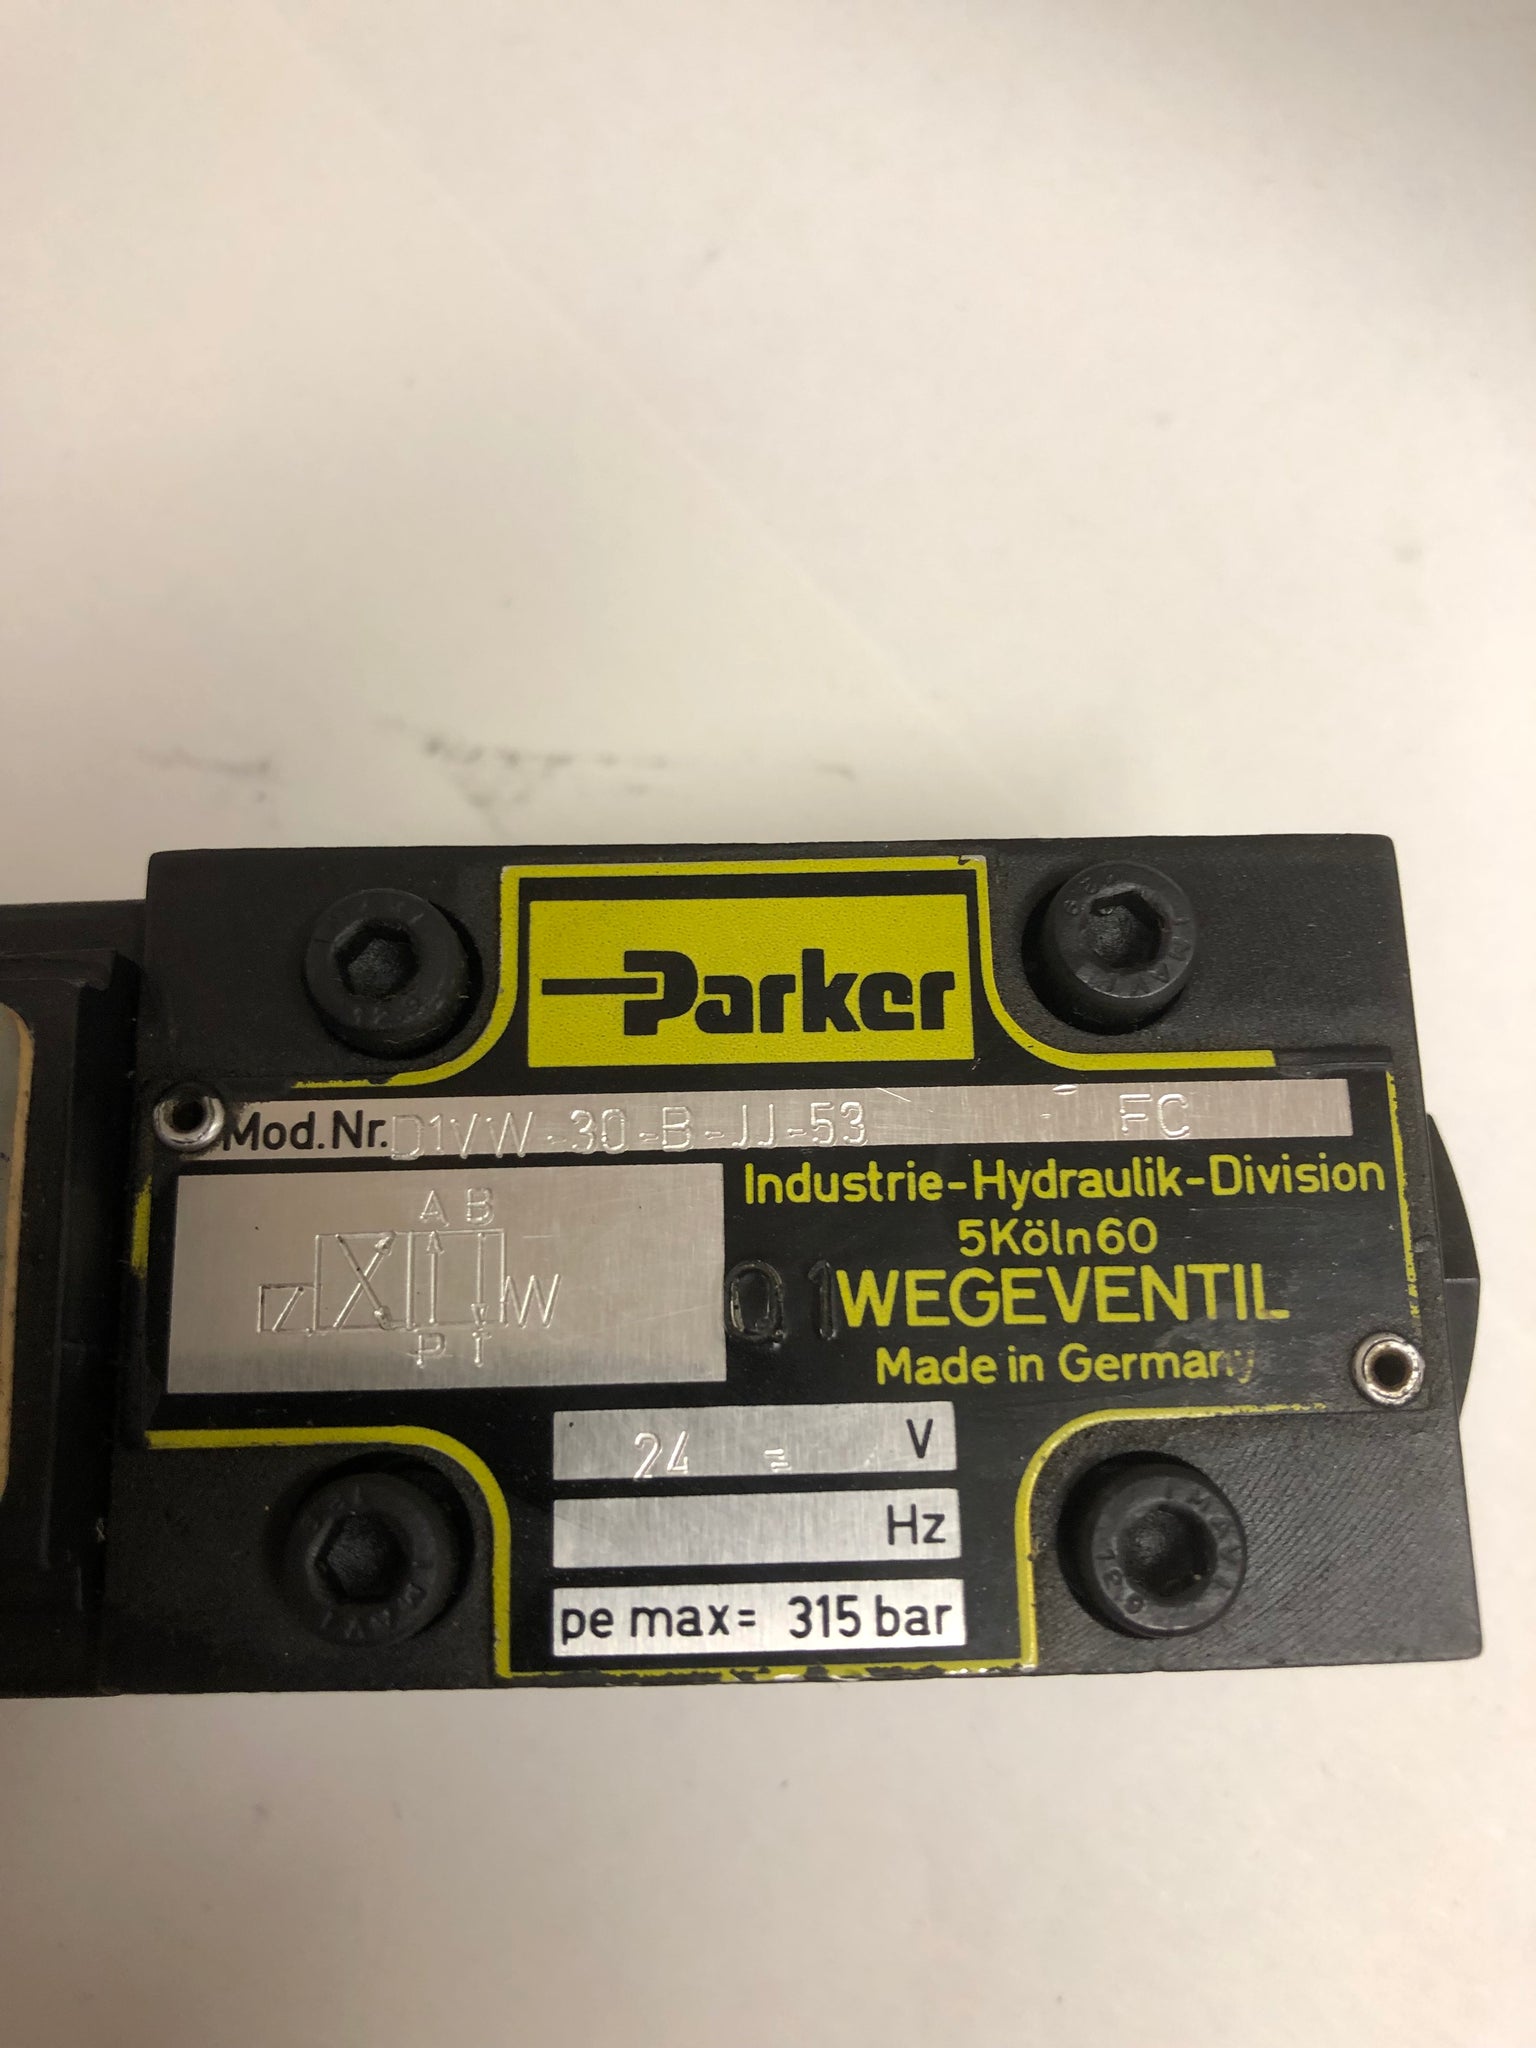 Parker
Mod.Nr. D1VW-30-B-JJ-53 FC
A B
P T
Industrie-Hydraulik-Division
5Köln60
01
WEGEVENTIL
Made in Germany
24 = V
Hz
pe max= 315 bar